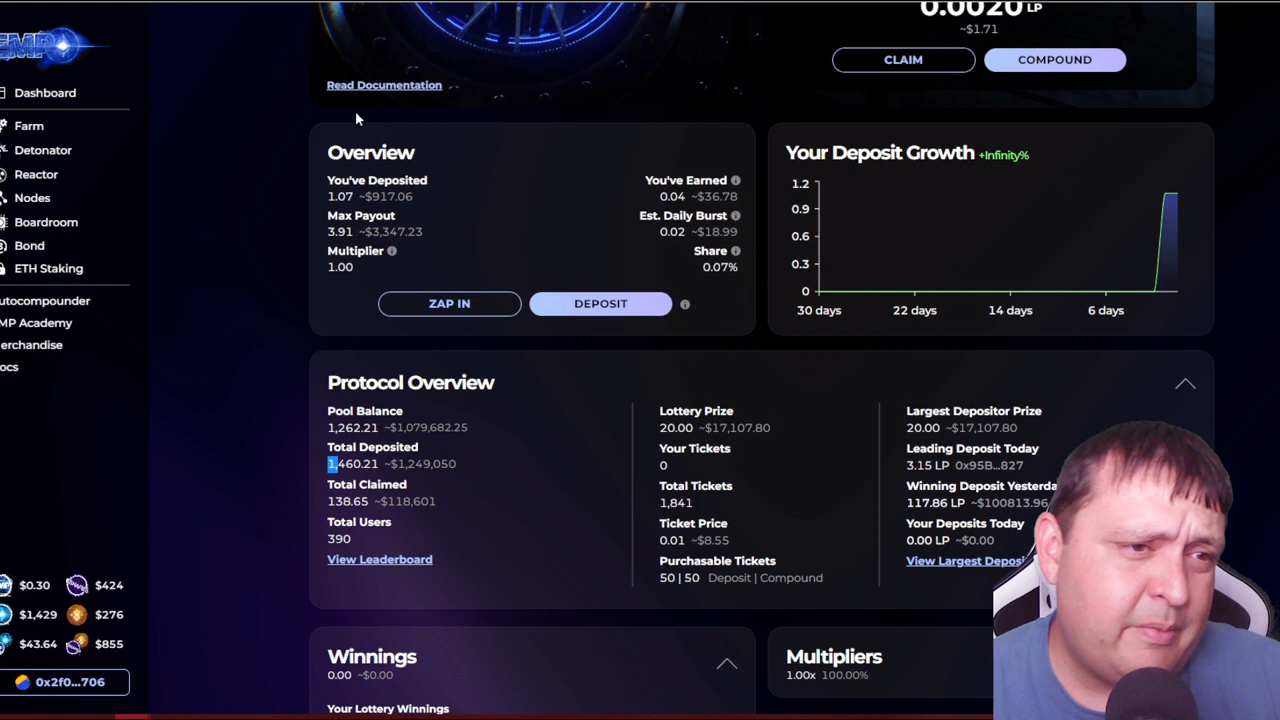 0.0020 LP
~$1.71
CLAIM
COMPOUND
Read Documentation
Dashboard
Farm
Detonator
Reactor
Nodes
Boardroom
Bond
ETH Staking
utocompounder
MP Academy
erchandise
ocs
$0.30
$424
$1,429
$276
$43.64
$855
0x2f0...706
Overview
You've Deposited
1.07 ~$917.06
Max Payout
3.91 ~$3,347.23
Multiplier
1.00
You've Earned
0.04 ~$36.78
Est. Daily Burst
0.02 ~$18.99
Share
0.07%
ZAP IN
DEPOSIT
Your Deposit Growth +Infinity%
1.2
0.9
0.6
0.3
0
30 days
22 days
14 days
6 days
Protocol Overview
Pool Balance
1,262.21 ~$1,079,682.25
Total Deposited
1,460.21 ~$1,249,050
Total Claimed
138.65 ~$118,601
Total Users
390
View Leaderboard
Lottery Prize
20.00 ~$17,107.80
Your Tickets
0
Total Tickets
1,841
Ticket Price
0.01 ~$8.55
Purchasable Tickets
50 | 50 Deposit | Compound
Largest Depositor Prize
20.00 ~$17,107.80
Leading Deposit Today
3.15 LP 0x95B...827
Winning Deposit Yesterda
117.86 LP ~$100813.96
Your Deposits Today
0.00 LP ~$0.00
View Largest Deposi
Winnings
0.00 ~$0.00
Your Lottery Winnings
Multipliers
1.00x 100.00%